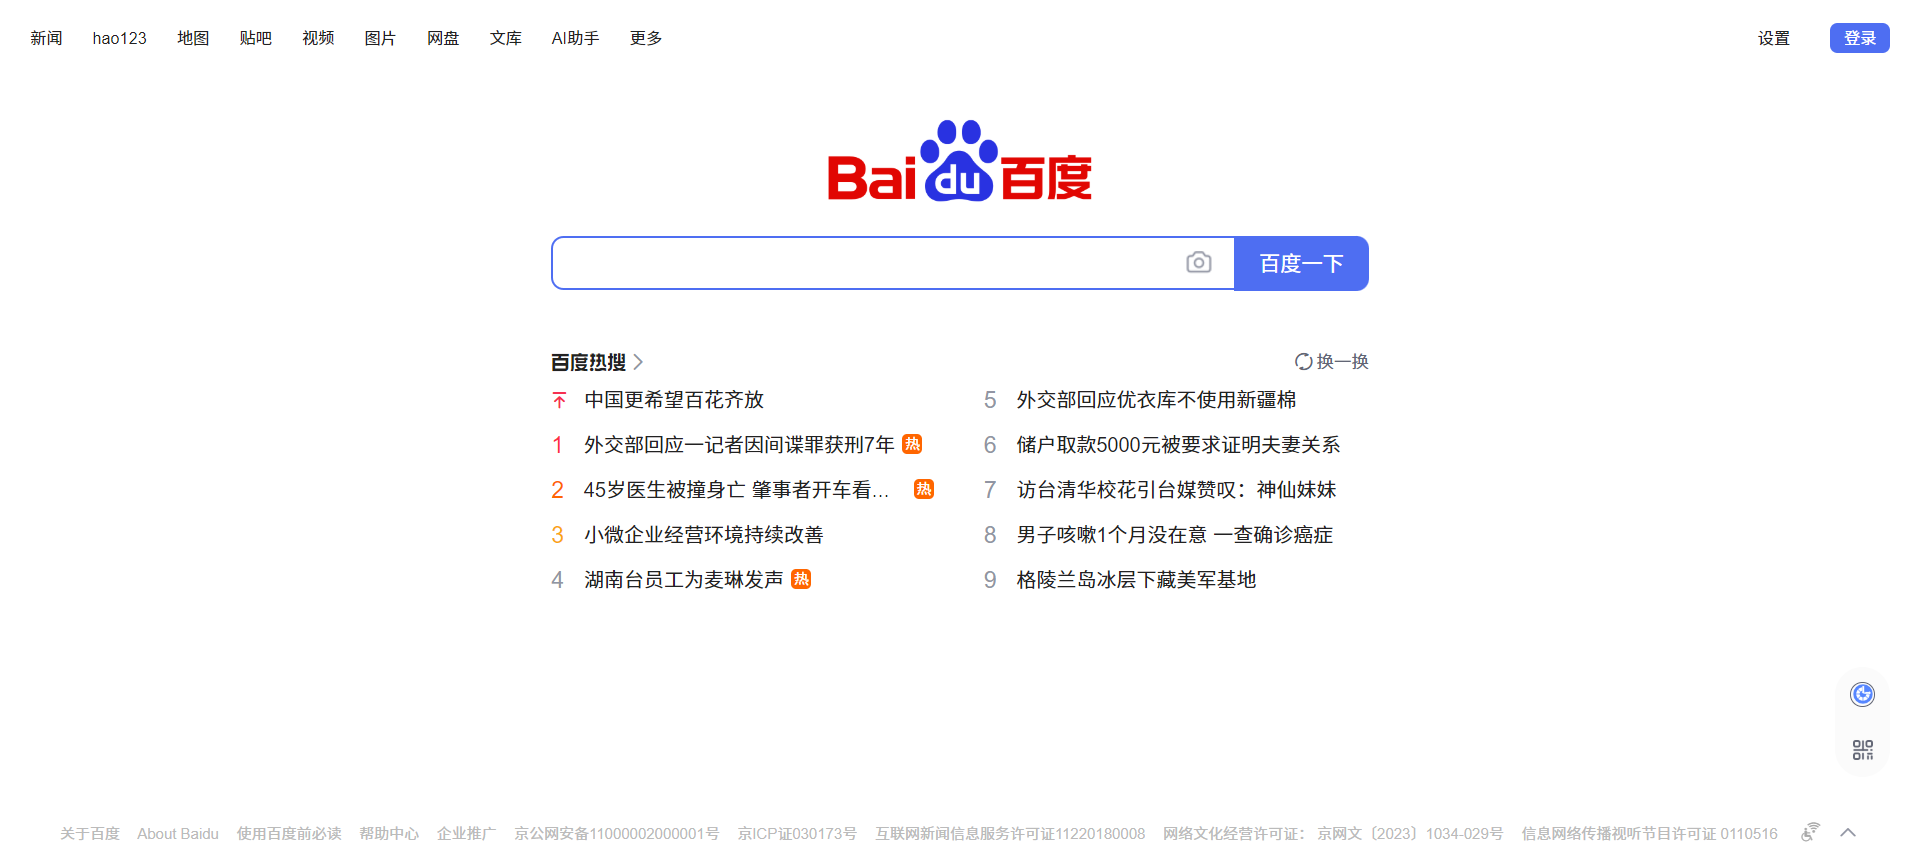 新闻 hao123 地图 贴吧 视频 图片 网盘 文库 AI助手 更多 设置 登录
Bai du 百度
百度一下
百度热搜 换一换
中国更希望百花齐放
1 外交部回应一记者因间谍罪获刑7年 热
2 45岁医生被撞身亡 肇事者开车看... 热
3 小微企业经营环境持续改善
4 湖南台员工为麦琳发声 热
5 外交部回应优衣库不使用新疆棉
6 储户取款5000元被要求证明夫妻关系
7 访台清华校花引台媒赞叹：神仙妹妹
8 男子咳嗽1个月没在意 一查确诊癌症
9 格陵兰岛冰层下藏美军基地
关于百度 About Baidu 使用百度前必读 帮助中心 企业推广 京公网安备11000002000001号 京ICP证030173号 互联网新闻信息服务许可证11220180008 网络文化经营许可证： 京网文〔2023〕1034-029号 信息网络传播视听节目许可证 0110516